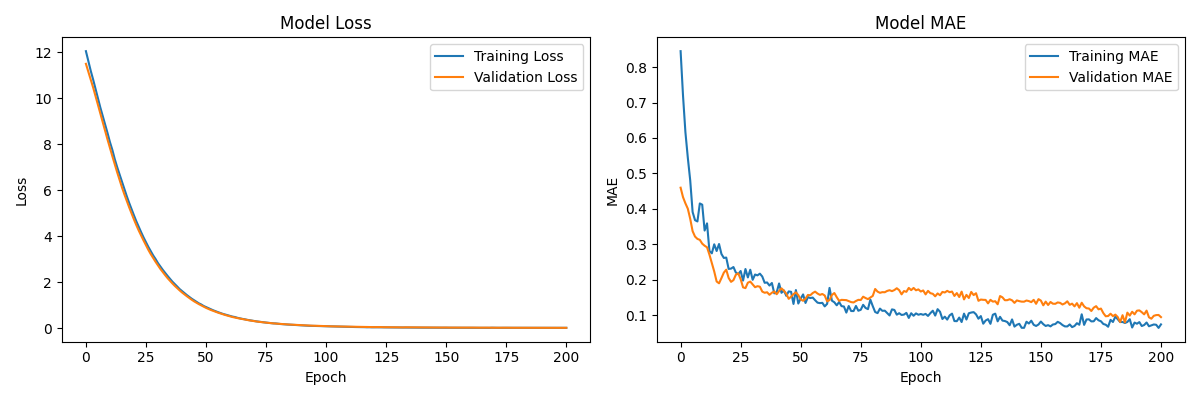 Model Loss
Training Loss
Validation Loss
12
10
8
6
4
2
0
Loss
0 25 50 75 100 125 150 175 200
Epoch
Model MAE
Training MAE
Validation MAE
0.8
0.7
0.6
0.5
0.4
0.3
0.2
0.1
MAE
0 25 50 75 100 125 150 175 200
Epoch